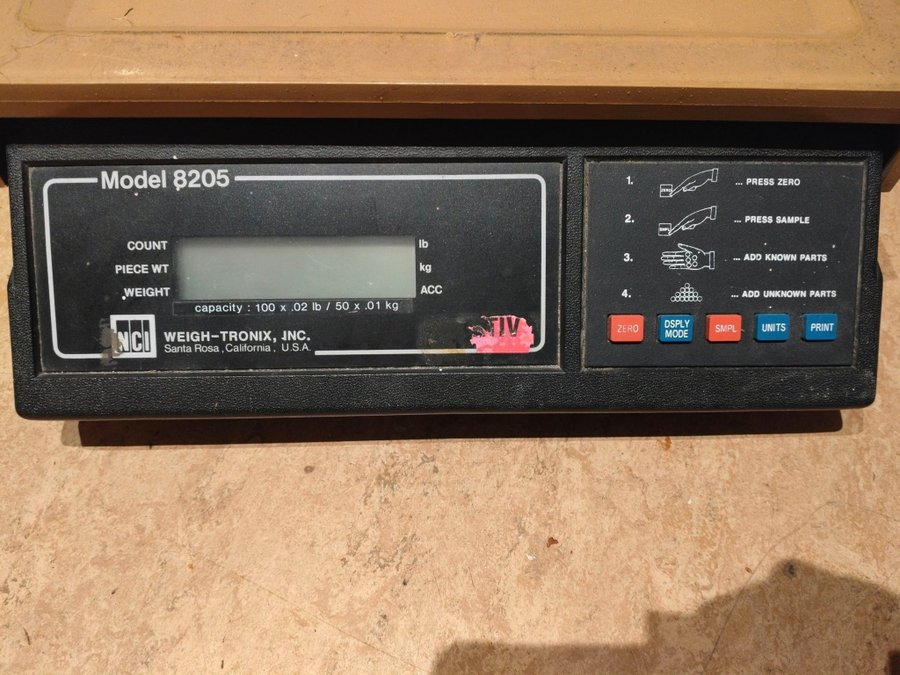 Model 8205
COUNT
lb
PIECE WT
kg
WEIGHT
ACC
capacity : 100 x .02 lb / 50 x .01 kg
NCI
WEIGH-TRONIX, INC.
Santa Rosa, California, U.S.A.
1. ZERO ... PRESS ZERO
2. SMPL ... PRESS SAMPLE
3. ... ADD KNOWN PARTS
4. ... ADD UNKNOWN PARTS
ZERO
DSPLY MODE
SMPL
UNITS
PRINT